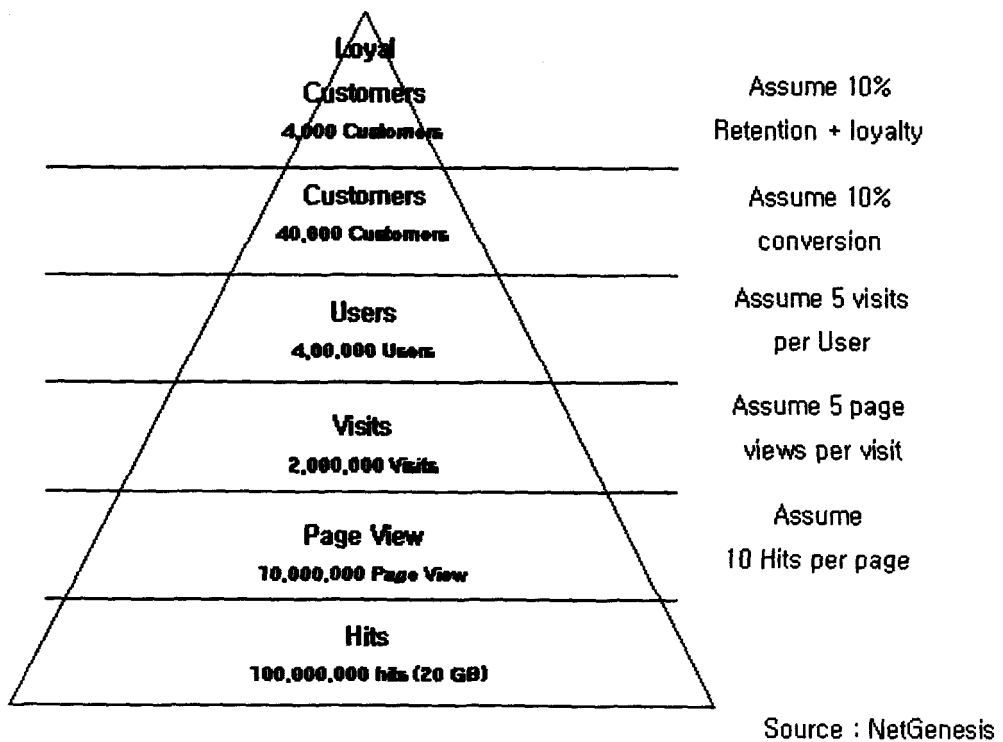 Loyal
Customers
4,000 Customers
Assume 10%
Retention + loyalty
Customers
40,000 Customers
Assume 10%
conversion
Users
4,00,000 Users
Assume 5 visits
per User
Visits
2,000,000 Visits
Assume 5 page
views per visit
Page View
10,000,000 Page View
Assume
10 Hits per page
Hits
100,000,000 hits (20 GB)
Source : NetGenesis